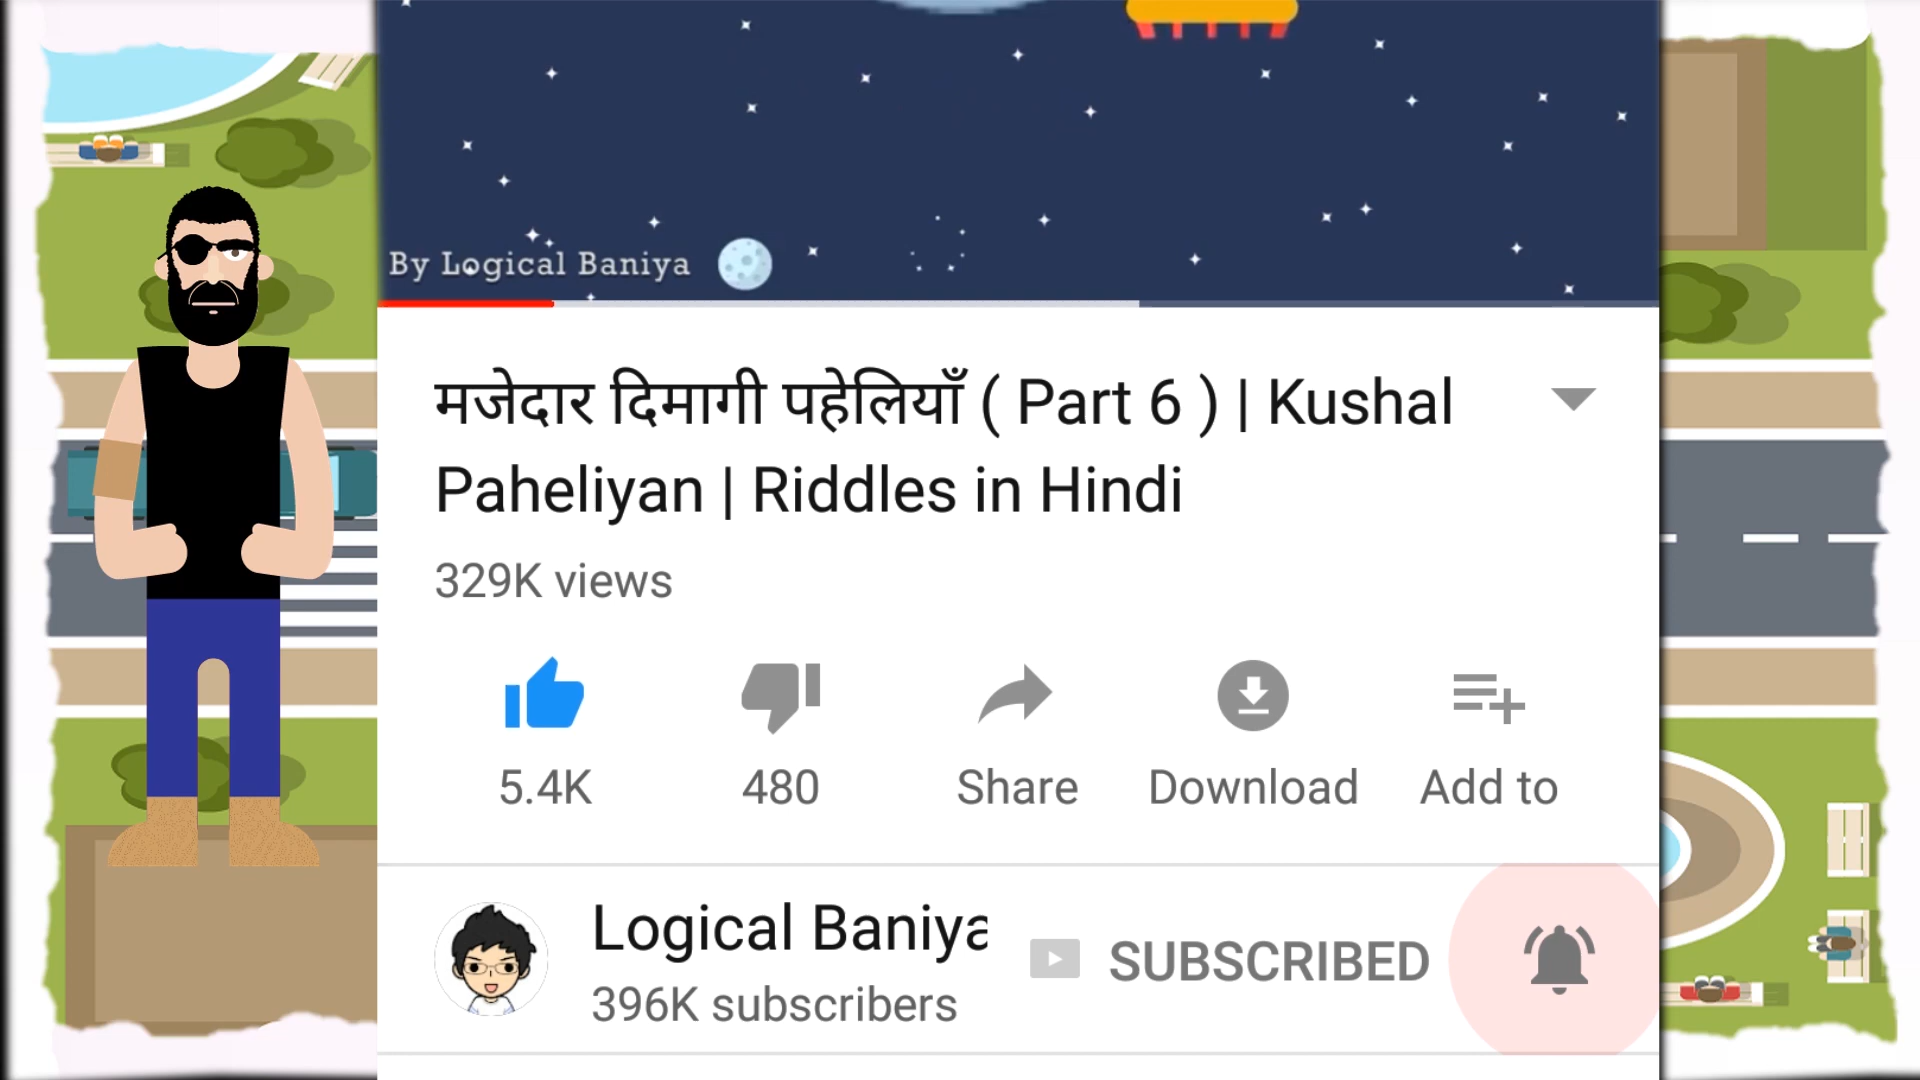 By Logical Baniya
मजेदार दिमागी पहेलियाँ ( Part 6 ) | Kushal
Paheliyan | Riddles in Hindi
329K views
5.4K 480 Share Download Add to
Logical Baniya
SUBSCRIBED
396K subscribers